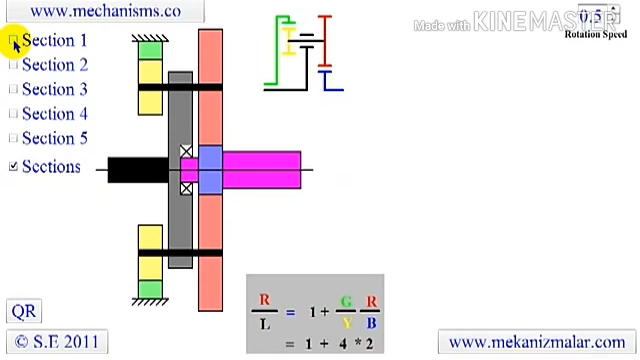 www.mechanisms.co
0.5
Made with KINEMASTER
Rotation Speed
Section 1
Section 2
Section 3
Section 4
Section 5
Sections
R G R
— = 1 + — —
L Y B
= 1 + 4 * 2
QR
© S.E 2011
www.mekanizmalar.com